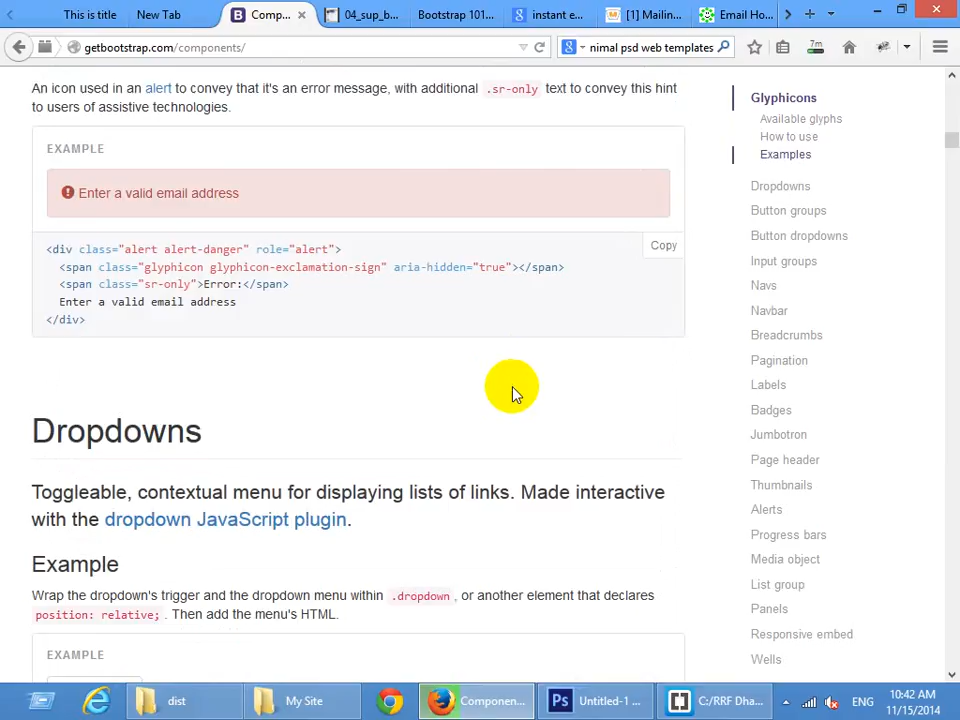 This is title
New Tab
B Comp...
04_sup_b...
Bootstrap 101...
instant e...
[1] Mailin...
Email Ho...
getbootstrap.com/components/
nimal psd web templates
7m
An icon used in an alert to convey that it's an error message, with additional .sr-only text to convey this hint
to users of assistive technologies.
EXAMPLE
Enter a valid email address
Copy
<div class="alert alert-danger" role="alert">
<span class="glyphicon glyphicon-exclamation-sign" aria-hidden="true"></span>
<span class="sr-only">Error:</span>
Enter a valid email address
</div>
Dropdowns
Toggleable, contextual menu for displaying lists of links. Made interactive
with the dropdown JavaScript plugin.
Example
Wrap the dropdown's trigger and the dropdown menu within .dropdown, or another element that declares
position: relative;. Then add the menu's HTML.
EXAMPLE
Glyphicons
Available glyphs
How to use
Examples
Dropdowns
Button groups
Button dropdowns
Input groups
Navs
Navbar
Breadcrumbs
Pagination
Labels
Badges
Jumbotron
Page header
Thumbnails
Alerts
Progress bars
Media object
List group
Panels
Responsive embed
Wells
dist
My Site
Componen...
Ps Untitled-1 ...
C:/RRF Dha...
ENG
10:42 AM
11/15/2014